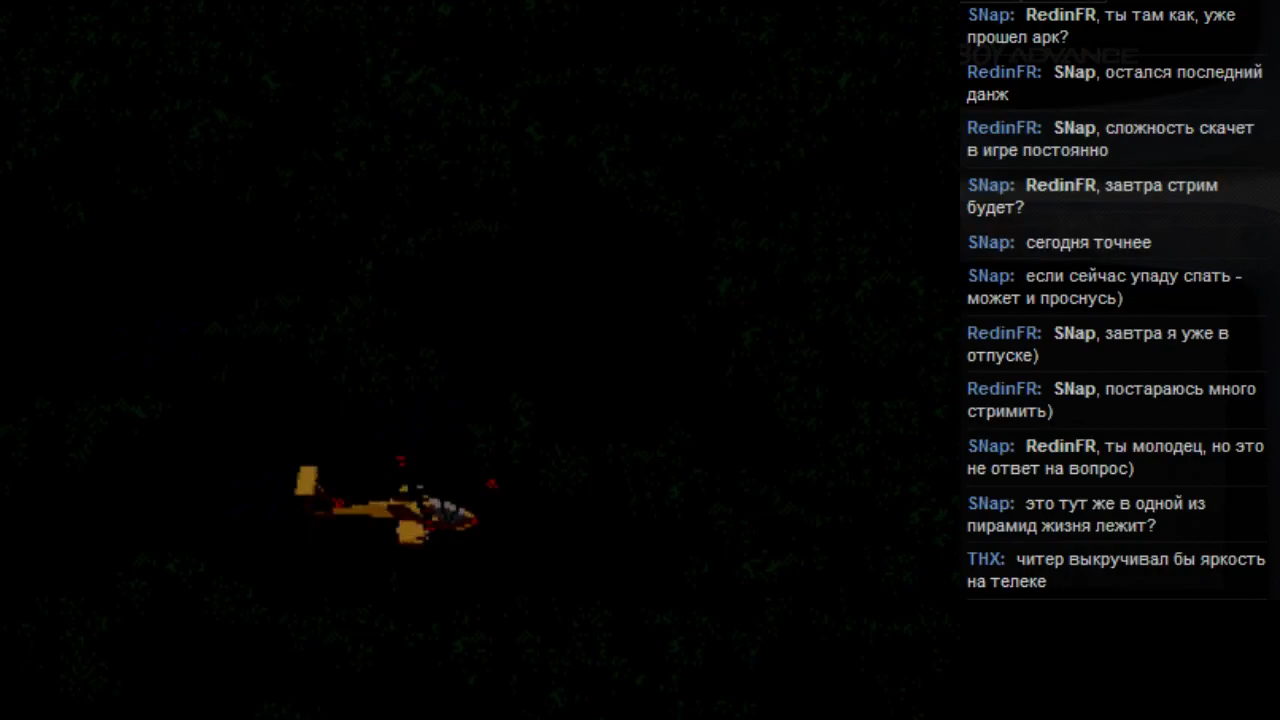 SNap: RedinFR, ты там как, уже
прошел арк?
BOY ADVANCE
RedinFR: SNap, остался последний
данж
RedinFR: SNap, сложность скачет
в игре постоянно
SNap: RedinFR, завтра стрим
будет?
SNap: сегодня точнее
SNap: если сейчас упаду спать -
может и проснусь)
RedinFR: SNap, завтра я уже в
отпуске)
RedinFR: SNap, постараюсь много
стримить)
SNap: RedinFR, ты молодец, но это
не ответ на вопрос)
SNap: это тут же в одной из
пирамид жизня лежит?
THX: читер выкручивал бы яркость
на телеке